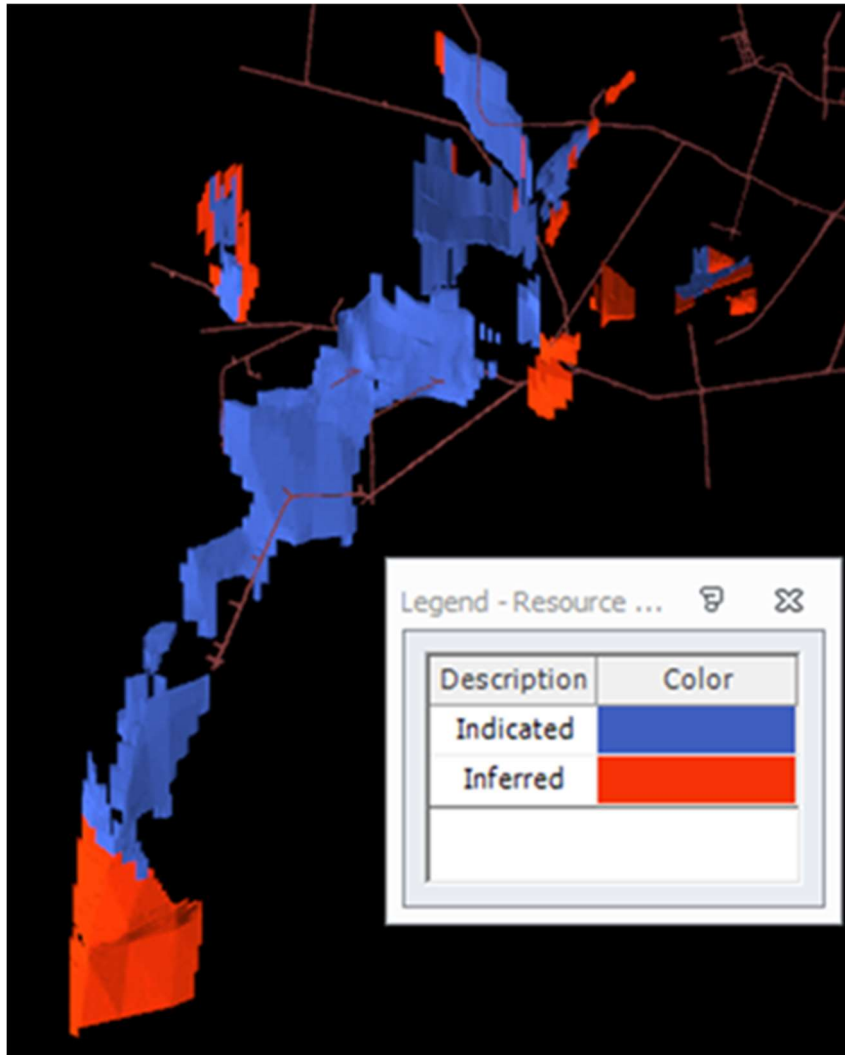 Legend - Resource ...
Description Color
Indicated
Inferred